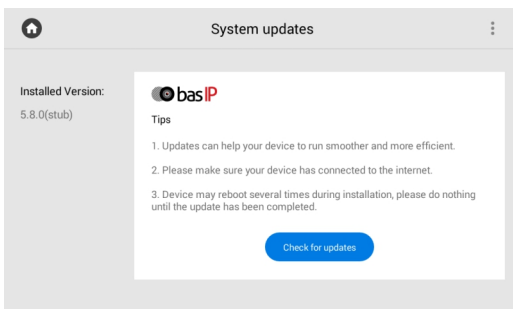 System updates
Installed Version:
5.8.0(stub)
bas IP
Tips
1. Updates can help your device to run smoother and more efficient.
2. Please make sure your device has connected to the internet.
3. Device may reboot several times during installation, please do nothing
until the update has been completed.
Check for updates